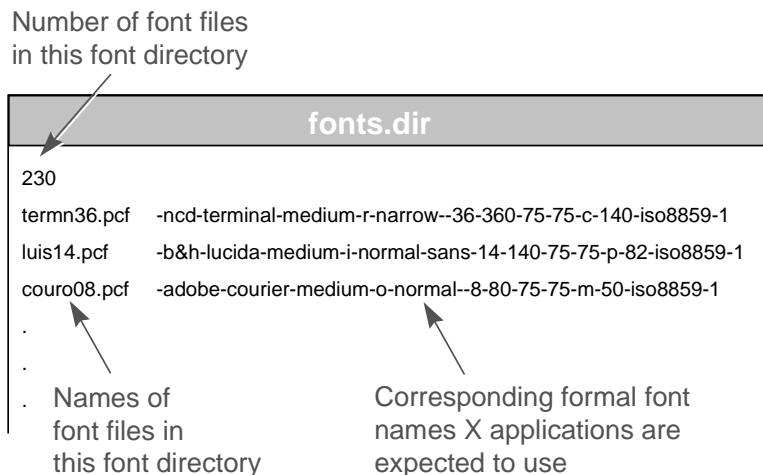 Number of font files
in this font directory
fonts.dir
230
termn36.pcf -ncd-terminal-medium-r-narrow--36-360-75-75-c-140-iso8859-1
luis14.pcf -b&h-lucida-medium-i-normal-sans-14-140-75-75-p-82-iso8859-1
couro08.pcf -adobe-courier-medium-o-normal--8-80-75-75-m-50-iso8859-1
.
.
.
Names of
font files in
this font directory
Corresponding formal font
names X applications are
expected to use